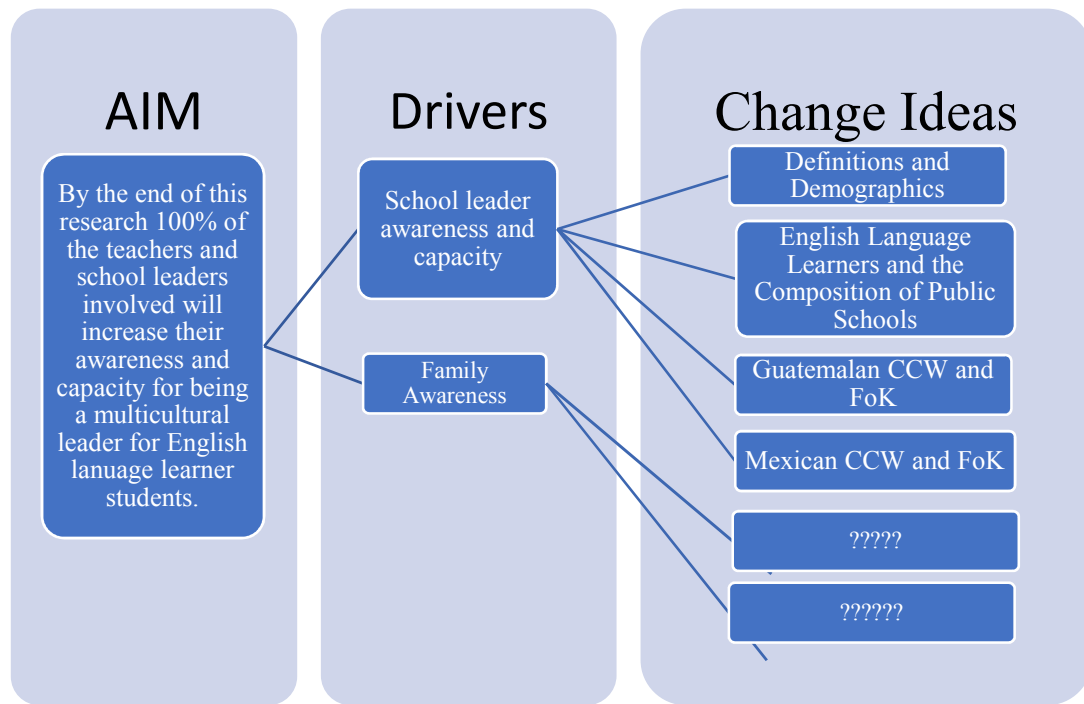 AIM
By the end of this
research 100% of
the teachers and
school leaders
involved will
increase their
awareness and
capacity for being
a multicultural
leader for English
lanuage learner
students.
Drivers
School leader
awareness and
capacity
Family
Awareness
Change Ideas
Definitions and
Demographics
English Language
Learners and the
Composition of Public
Schools
Guatemalan CCW and
FoK
Mexican CCW and FoK
?????
??????